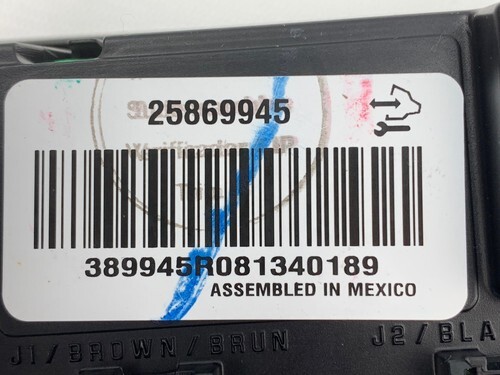 25869945
389945R081340189
ASSEMBLED IN MEXICO
J1/BROWN/BRUN J2/BLA